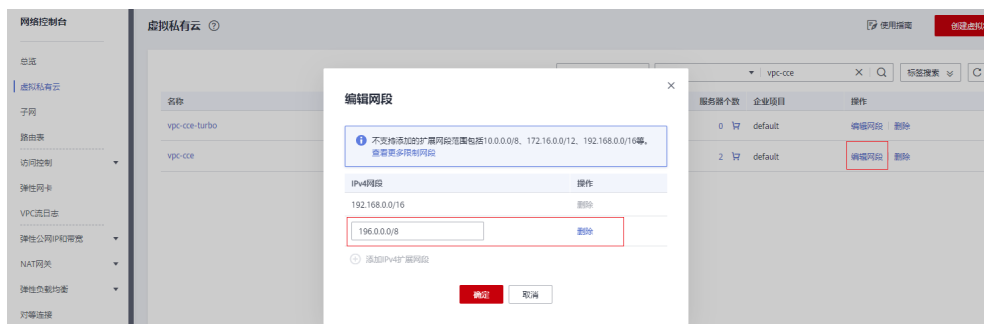 网络控制台
虚拟私有云
使用指南
创建虚拟
总览
虚拟私有云
子网
路由表
访问控制
弹性网卡
VPC流日志
弹性公网IP和带宽
NAT网关
弹性负载均衡
对等连接
vpc-cce
标签搜索
名称
服务器个数 企业项目 操作
vpc-cce-turbo 0 default 编辑网段 删除
vpc-cce 2 default 编辑网段 删除
编辑网段
不支持添加的扩展网段范围包括10.0.0.0/8、172.16.0.0/12、192.168.0.0/16等。
查看更多限制网段
IPv4网段 操作
192.168.0.0/16 删除
196.0.0.0/8 删除
添加IPv4扩展网段
确定 取消